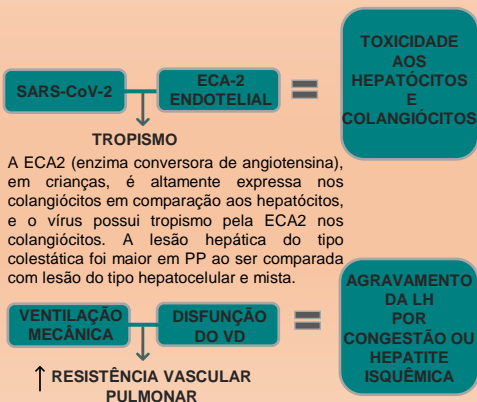 SARS-CoV-2
ECA-2
ENDOTELIAL
=
TOXICIDADE
AOS
HEPATÓCITOS
E
COLANGIÓCITOS
TROPISMO
A ECA2 (enzima conversora de angiotensina),
em crianças, é altamente expressa nos
colangiócitos em comparação aos hepatócitos,
e o vírus possui tropismo pela ECA2 nos
colangiócitos. A lesão hepática do tipo
colestática foi maior em PP ao ser comparada
com lesão do tipo hepatocelular e mista.
VENTILAÇÃO
MECÂNICA
DISFUNÇÃO
DO VD
=
AGRAVAMENTO
DA LH
POR
CONGESTÃO OU
HEPATITE
ISQUÊMICA
↑ RESISTÊNCIA VASCULAR
PULMONAR